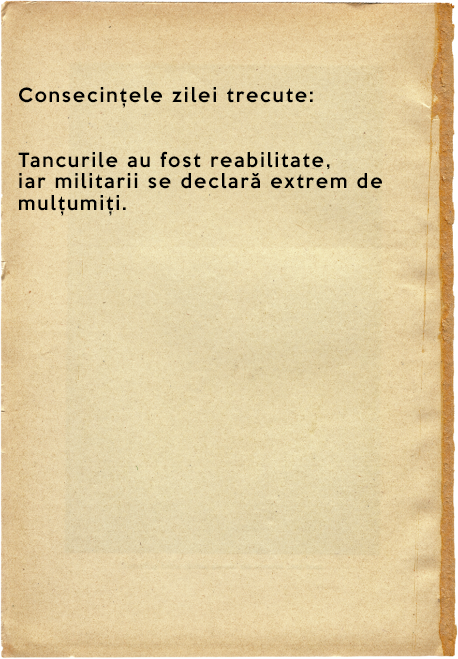 Consecințele zilei trecute:
Tancurile au fost reabilitate,
iar militarii se declară extrem de
mulțumiți.